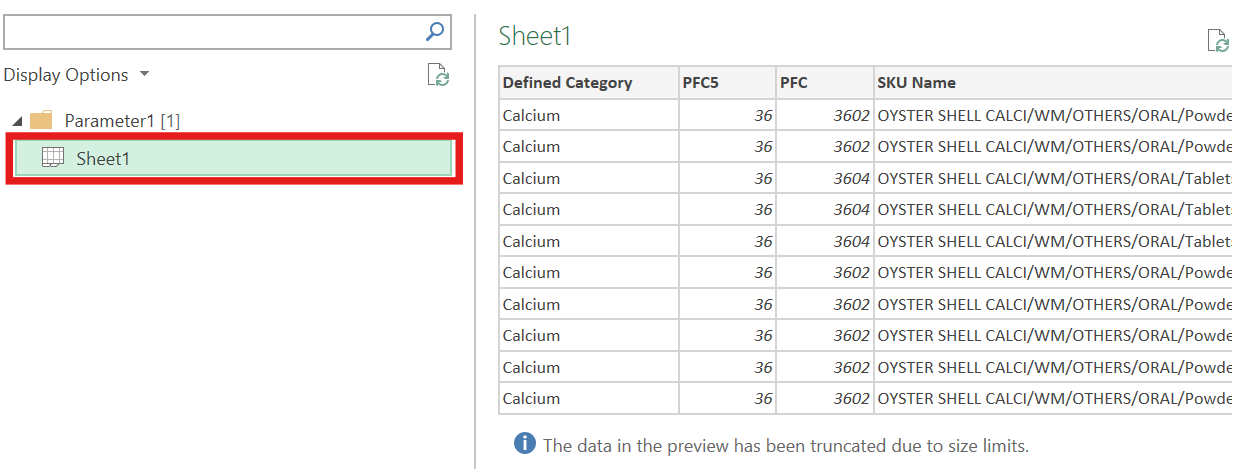 Display Options
Parameter1 [1]
Sheet1
Sheet1
Defined Category PFC5 PFC SKU Name
Calcium 36 3602 OYSTER SHELL CALCI/WM/OTHERS/ORAL/Powde
Calcium 36 3602 OYSTER SHELL CALCI/WM/OTHERS/ORAL/Powde
Calcium 36 3604 OYSTER SHELL CALCI/WM/OTHERS/ORAL/Tablets
Calcium 36 3604 OYSTER SHELL CALCI/WM/OTHERS/ORAL/Tablets
Calcium 36 3604 OYSTER SHELL CALCI/WM/OTHERS/ORAL/Tablets
Calcium 36 3602 OYSTER SHELL CALCI/WM/OTHERS/ORAL/Powde
Calcium 36 3602 OYSTER SHELL CALCI/WM/OTHERS/ORAL/Powde
Calcium 36 3602 OYSTER SHELL CALCI/WM/OTHERS/ORAL/Powde
Calcium 36 3602 OYSTER SHELL CALCI/WM/OTHERS/ORAL/Powde
Calcium 36 3602 OYSTER SHELL CALCI/WM/OTHERS/ORAL/Powde
The data in the preview has been truncated due to size limits.